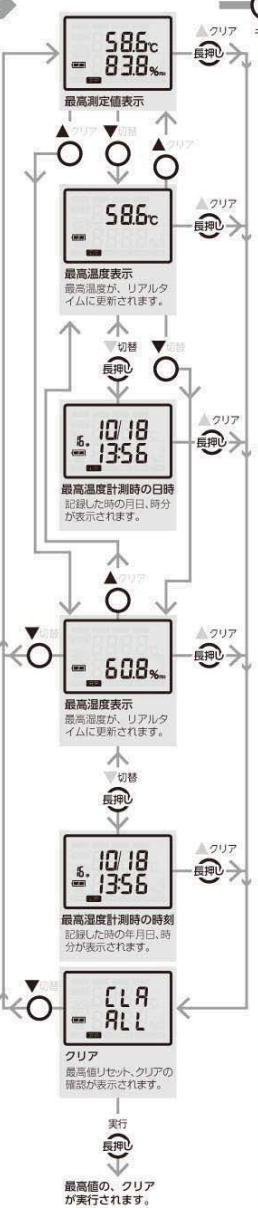 58.6℃
83.8%
最高測定値表示
▲クリア
長押し
▲クリア
▼切替
▲クリア
58.6℃
最高温度表示
最高温度が、リアルタ
イムに更新されます。
▲クリア
長押し
▼切替
長押し
▼切替
16. 10/18
13:56
最高温度計測時の日時
記録した時の月日、時分
が表示されます。
▲クリア
長押し
▲クリア
▼切替
60.8%
最高湿度表示
最高湿度が、リアルタ
イムに更新されます。
▲クリア
長押し
▼切替
長押し
16. 10/18
13:56
最高湿度計測時の時刻
記録した時の年月日、時
分が表示されます。
▲クリア
長押し
▼切替
CLA
ALL
クリア
最高値リセット、クリアの
確認が表示されます。
実行
長押し
最高値の、クリア
が実行されます。